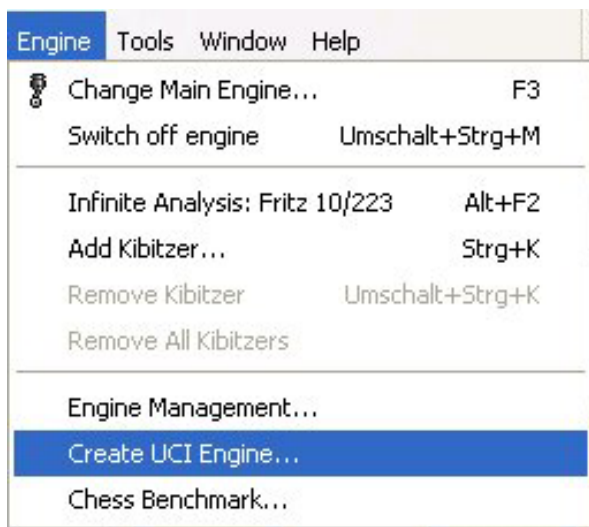 Engine Tools Window Help
Change Main Engine... F3
Switch off engine Umschalt+Strg+M
Infinite Analysis: Fritz 10/223 Alt+F2
Add Kibitzer... Strg+K
Remove Kibitzer Umschalt+Strg+K
Remove All Kibitzers
Engine Management...
Create UCI Engine...
Chess Benchmark...